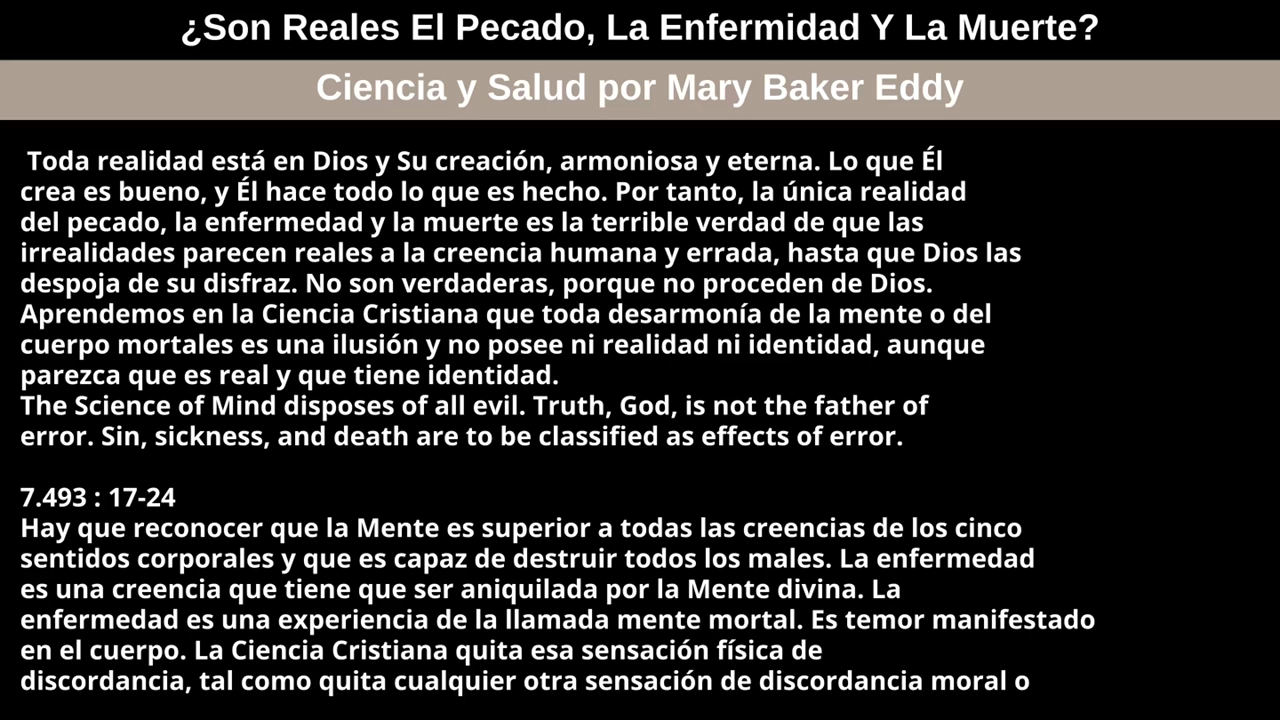 ¿Son Reales El Pecado, La Enfermidad Y La Muerte?
Ciencia y Salud por Mary Baker Eddy
Toda realidad está en Dios y Su creación, armoniosa y eterna. Lo que Él
crea es bueno, y Él hace todo lo que es hecho. Por tanto, la única realidad
del pecado, la enfermedad y la muerte es la terrible verdad de que las
irrealidades parecen reales a la creencia humana y errada, hasta que Dios las
despoja de su disfraz. No son verdaderas, porque no proceden de Dios.
Aprendemos en la Ciencia Cristiana que toda desarmonía de la mente o del
cuerpo mortales es una ilusión y no posee ni realidad ni identidad, aunque
parezca que es real y que tiene identidad.
The Science of Mind disposes of all evil. Truth, God, is not the father of
error. Sin, sickness, and death are to be classified as effects of error.
7.493 : 17-24
Hay que reconocer que la Mente es superior a todas las creencias de los cinco
sentidos corporales y que es capaz de destruir todos los males. La enfermedad
es una creencia que tiene que ser aniquilada por la Mente divina. La
enfermedad es una experiencia de la llamada mente mortal. Es temor manifestado
en el cuerpo. La Ciencia Cristiana quita esa sensación física de
discordancia, tal como quita cualquier otra sensación de discordancia moral o